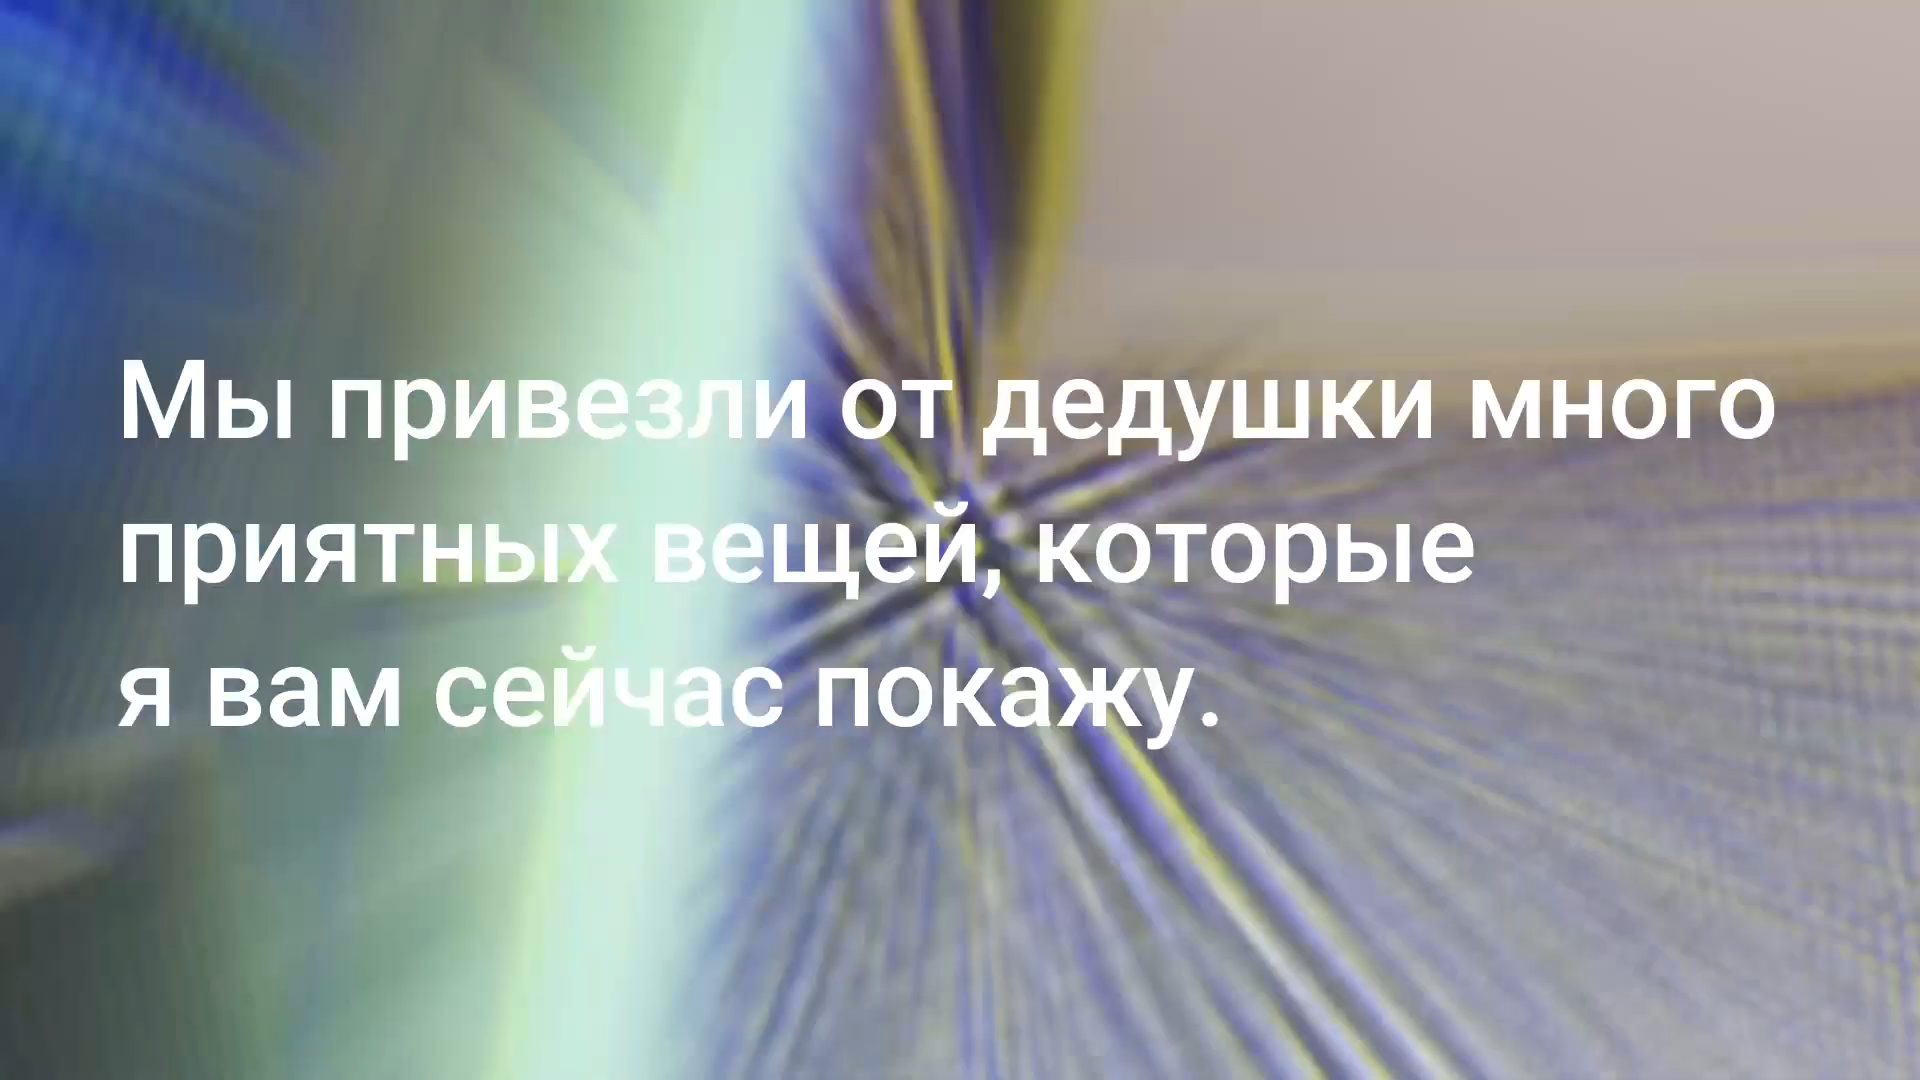 Мы привезли от дедушки много
приятных вещей, которые
я вам сейчас покажу.